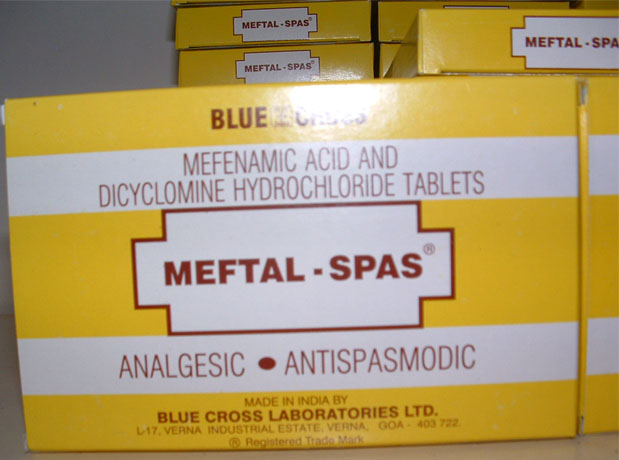 MEFTAL - SPAS®
MEFTAL - SPAS®
MEFTAL - SPA
BLUE CROSS
MEFENAMIC ACID AND
DICYCLOMINE HYDROCHLORIDE TABLETS
MEFTAL - SPAS®
ANALGESIC ● ANTISPASMODIC
MADE IN INDIA BY
BLUE CROSS LABORATORIES LTD.
L-17, VERNA INDUSTRIAL ESTATE, VERNA, GOA - 403 722.
® Registered Trade Mark